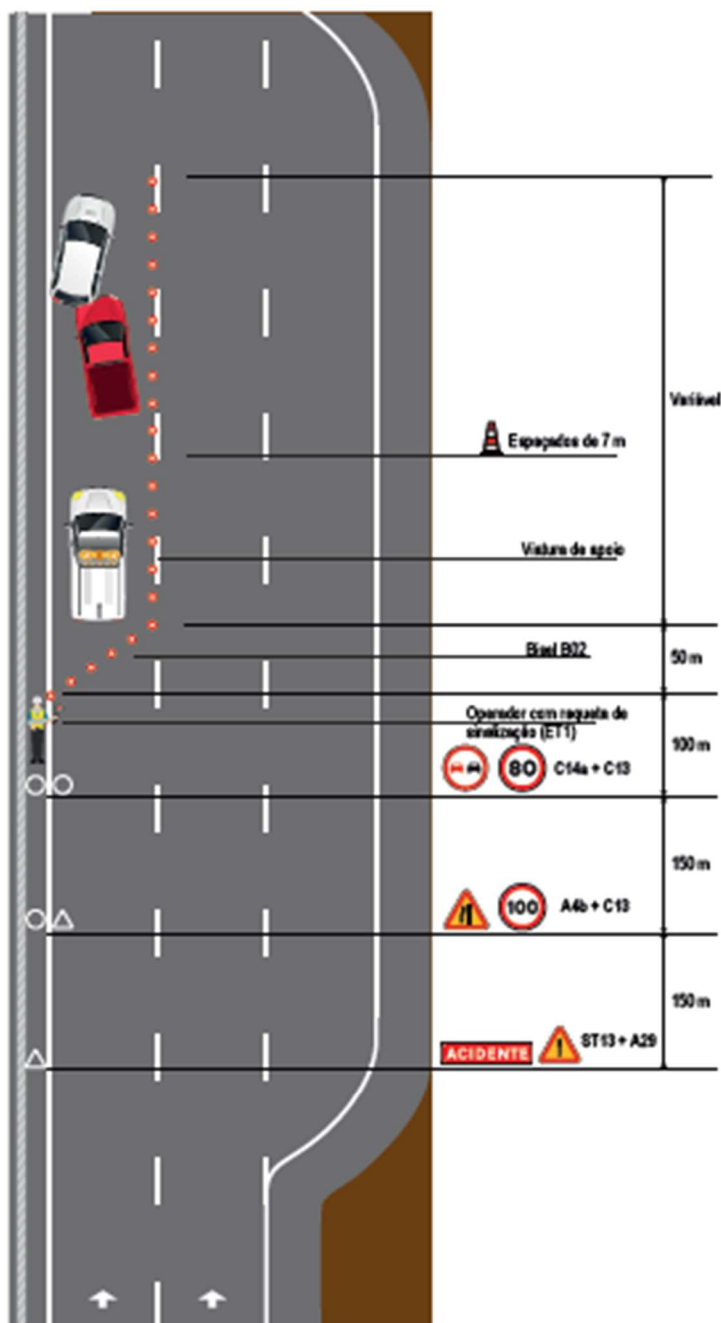 Variável
Espaçados de 7 m
Viatura de apoio
Bisel B02
50 m
Operador com raqueta de
sinalização (ET1)
100 m
80
C14a + C13
150 m
100
A4b + C13
150 m
ACIDENTE
ST13 + A29